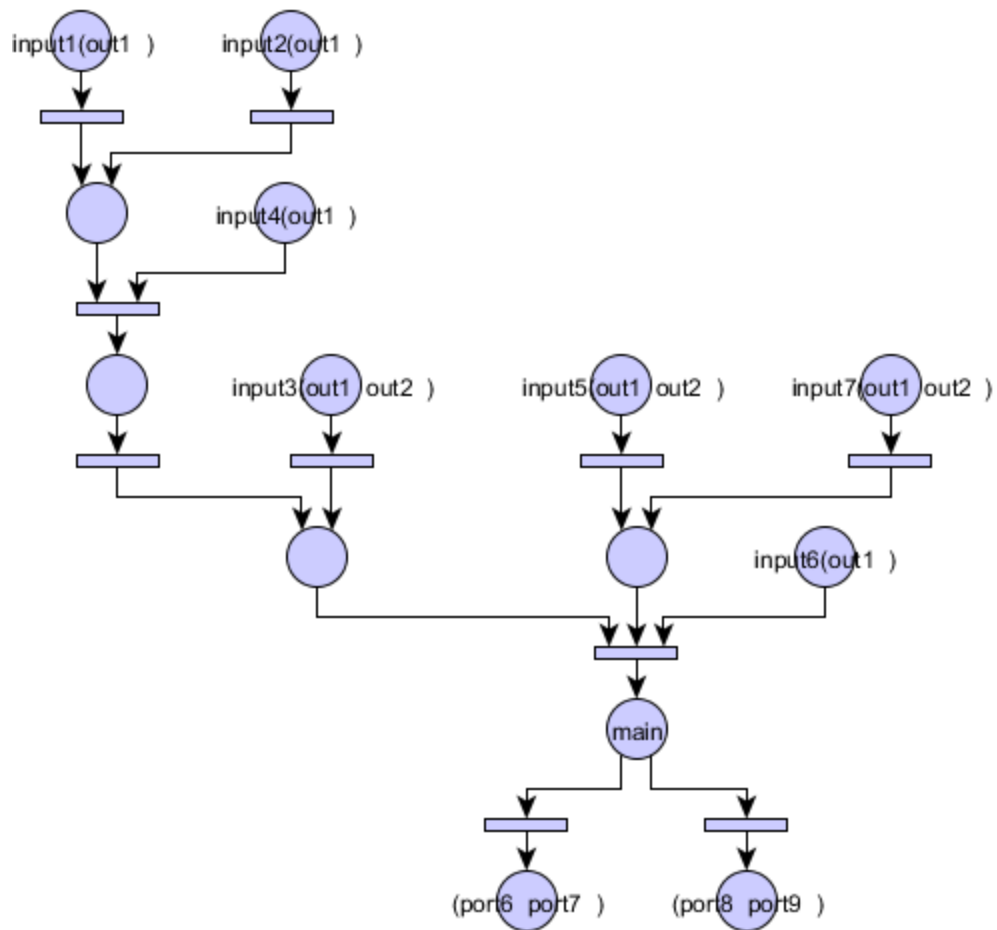 input1(out1 )
input2(out1 )
input4(out1 )
input3(out1 out2 )
input5(out1 out2 )
input7(out1 out2 )
input6(out1 )
main
(port6 port7 )
(port8 port9 )